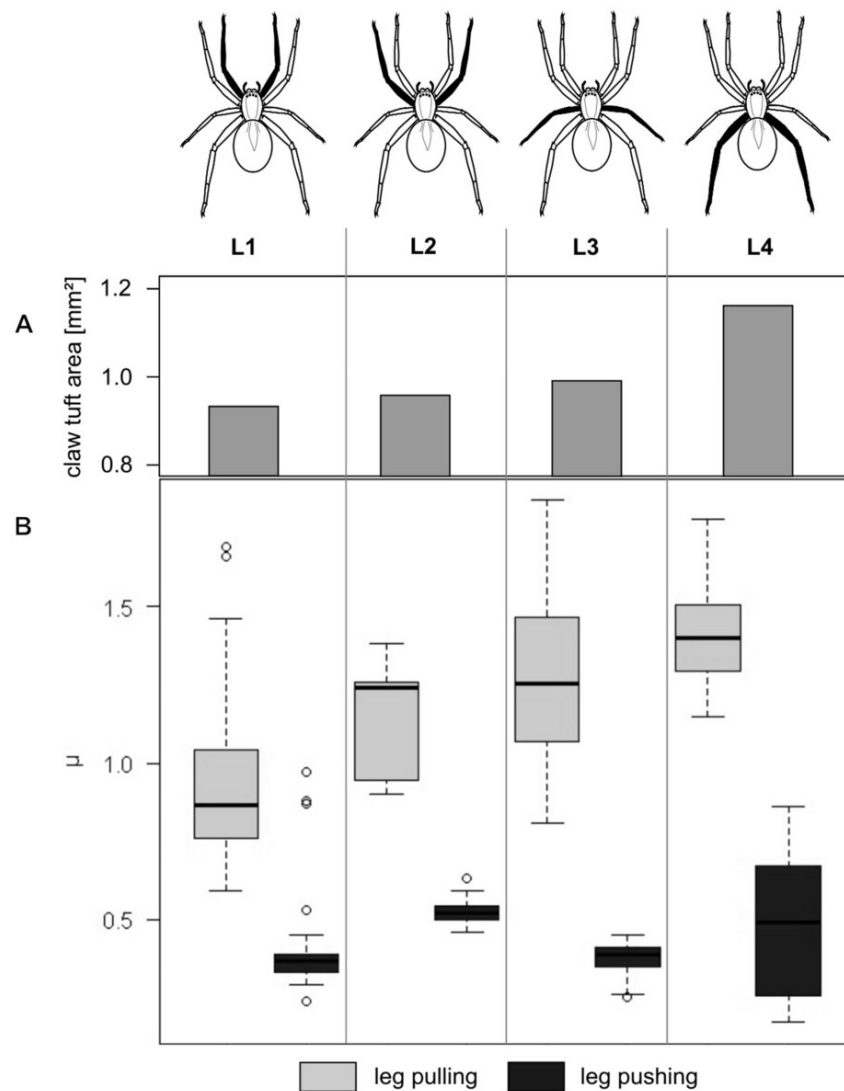 L1 L2 L3 L4
A
claw tuft area [mm²]
1.2
1.0
0.8
B
μ
1.5
1.0
0.5
leg pulling leg pushing